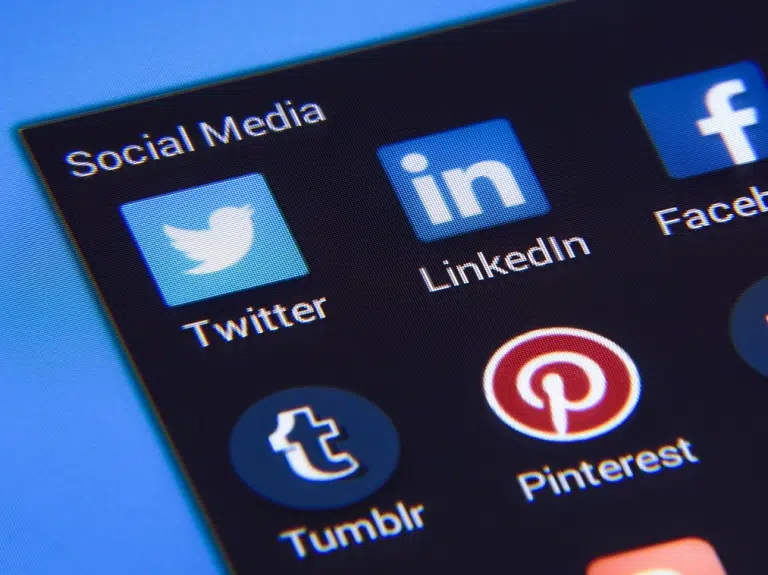 Social Media
Twitter
LinkedIn
Faceb
Tumblr
Pinterest